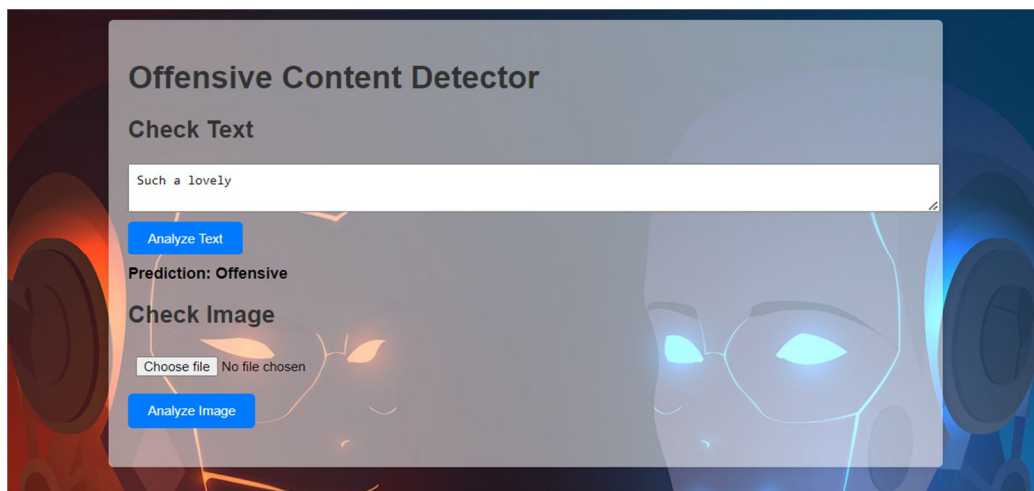 Offensive Content Detector
Check Text
Such a lovely
Analyze Text
Prediction: Offensive
Check Image
Choose file No file chosen
Analyze Image